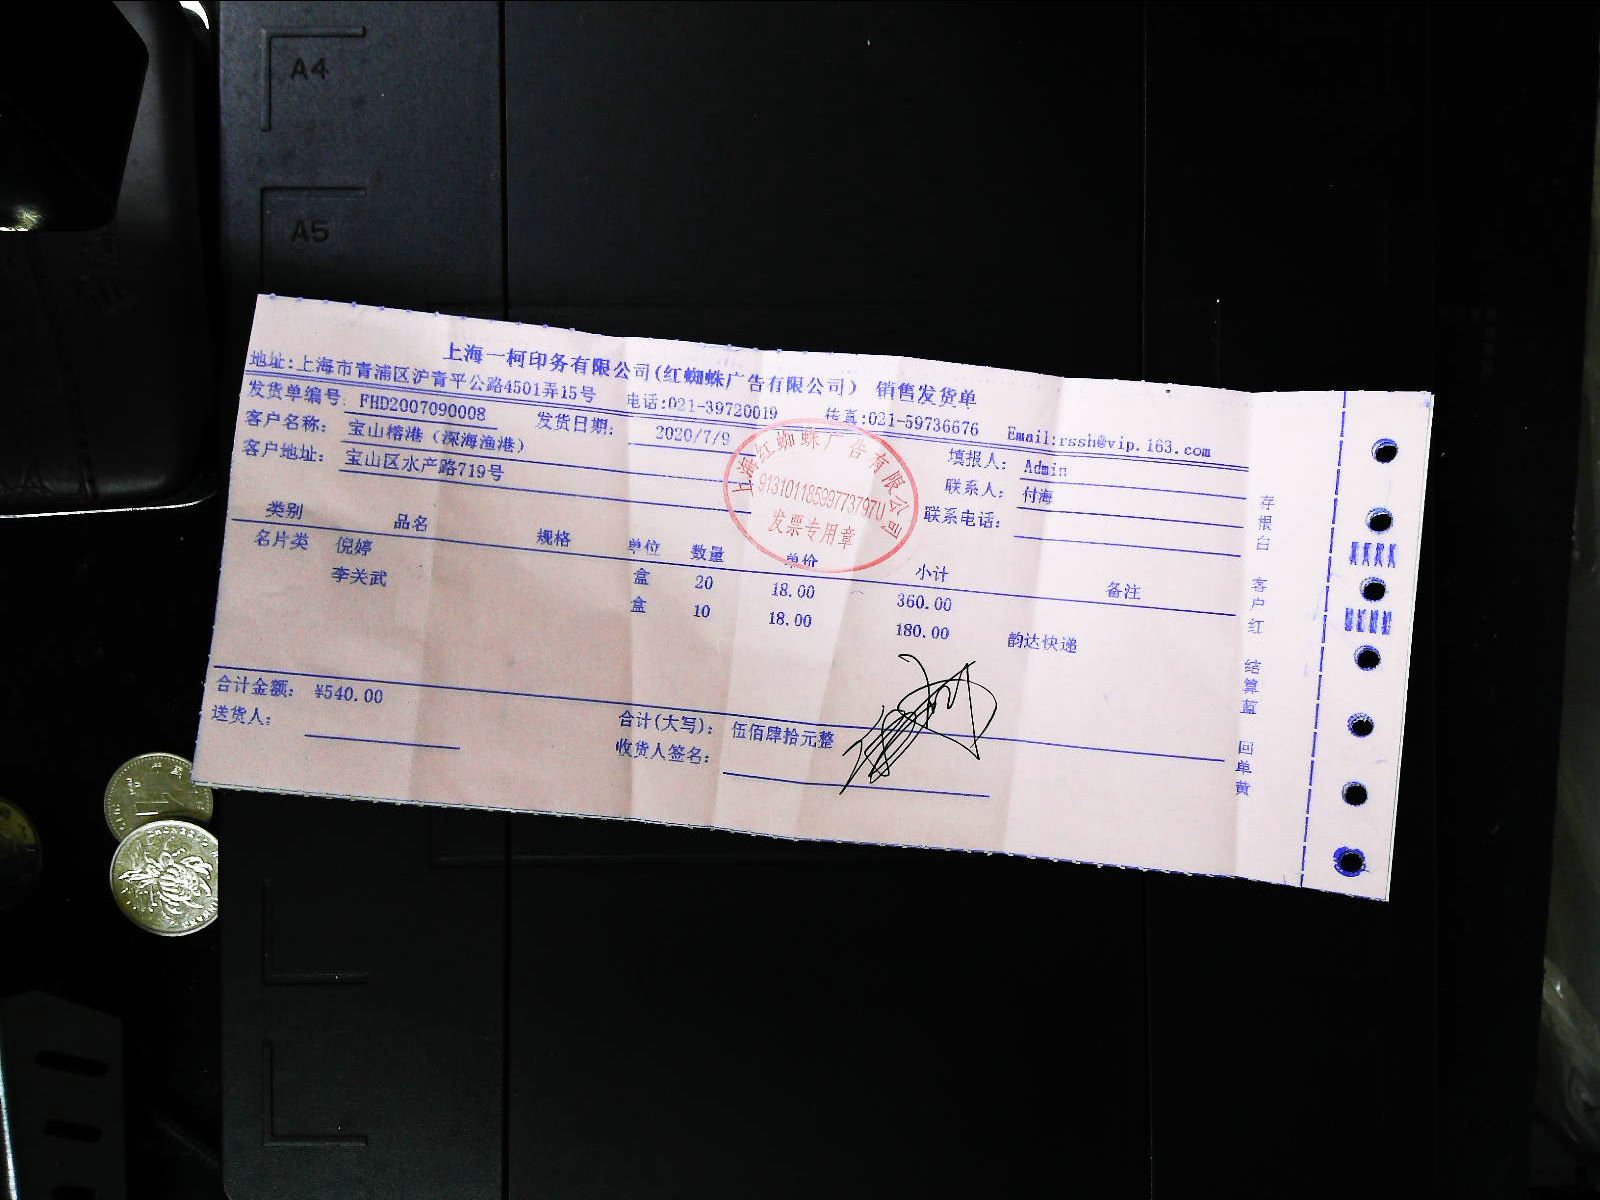 A4
A5
上海一柯印务有限公司(红蜘蛛广告有限公司) 销售发货单
地址:上海市青浦区沪青平公路4501弄15号 电话:021-39720019 传真:021-59736676 Email:rssh@vip.163.com
发货单编号: FHD2007090008 发货日期: 2020/7/9 填报人: Admin
客户名称: 宝山榕港(深海渔港) 联系人: 付海
客户地址: 宝山区水产路719号 联系电话:
类别 品名 规格 单位 数量 单价 小计 备注
名片类 倪婷 盒 20 18.00 360.00
李关武 盒 10 18.00 180.00 韵达快递
合计金额: ¥540.00 合计(大写): 伍佰肆拾元整
送货人: 收货人签名:
存根白 客户红 结算蓝 回单黄
上海红蜘蛛广告有限公司
91310118599773797U
发票专用章